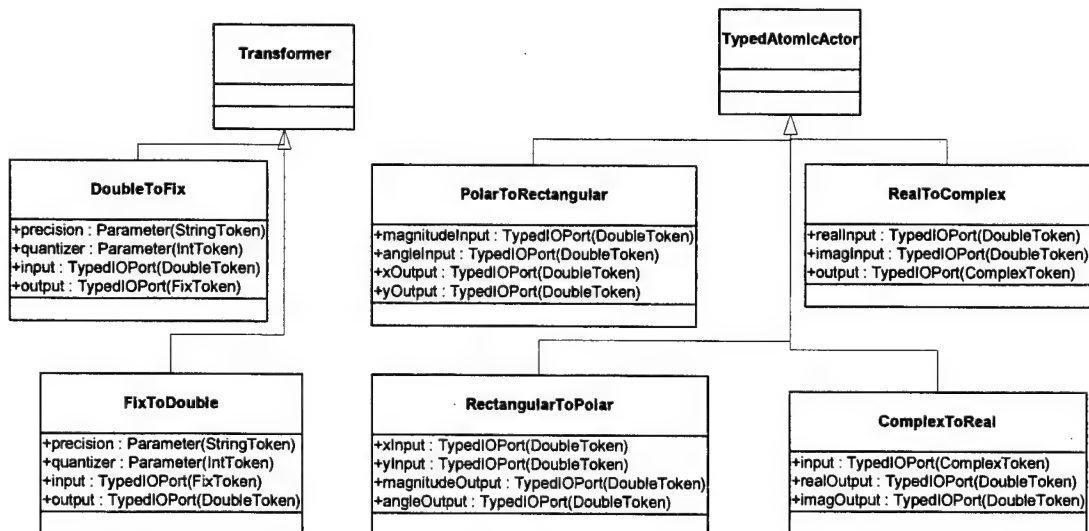 Transformer
TypedAtomicActor
DoubleToFix
+precision : Parameter(StringToken)
+quantizer : Parameter(IntToken)
+input : TypedIOPort(DoubleToken)
+output : TypedIOPort(FixToken)
PolarToRectangular
+magnitudeInput : TypedIOPort(DoubleToken)
+angleInput : TypedIOPort(DoubleToken)
+xOutput : TypedIOPort(DoubleToken)
+yOutput : TypedIOPort(DoubleToken)
RealToComplex
+realInput : TypedIOPort(DoubleToken)
+imagInput : TypedIOPort(DoubleToken)
+output : TypedIOPort(ComplexToken)
FixToDouble
+precision : Parameter(StringToken)
+quantizer : Parameter(IntToken)
+input : TypedIOPort(FixToken)
+output : TypedIOPort(DoubleToken)
RectangularToPolar
+xInput : TypedIOPort(DoubleToken)
+yInput : TypedIOPort(DoubleToken)
+magnitudeOutput : TypedIOPort(DoubleToken)
+angleOutput : TypedIOPort(DoubleToken)
ComplexToReal
+input : TypedIOPort(ComplexToken)
+realOutput : TypedIOPort(DoubleToken)
+imagOutput : TypedIOPort(DoubleToken)